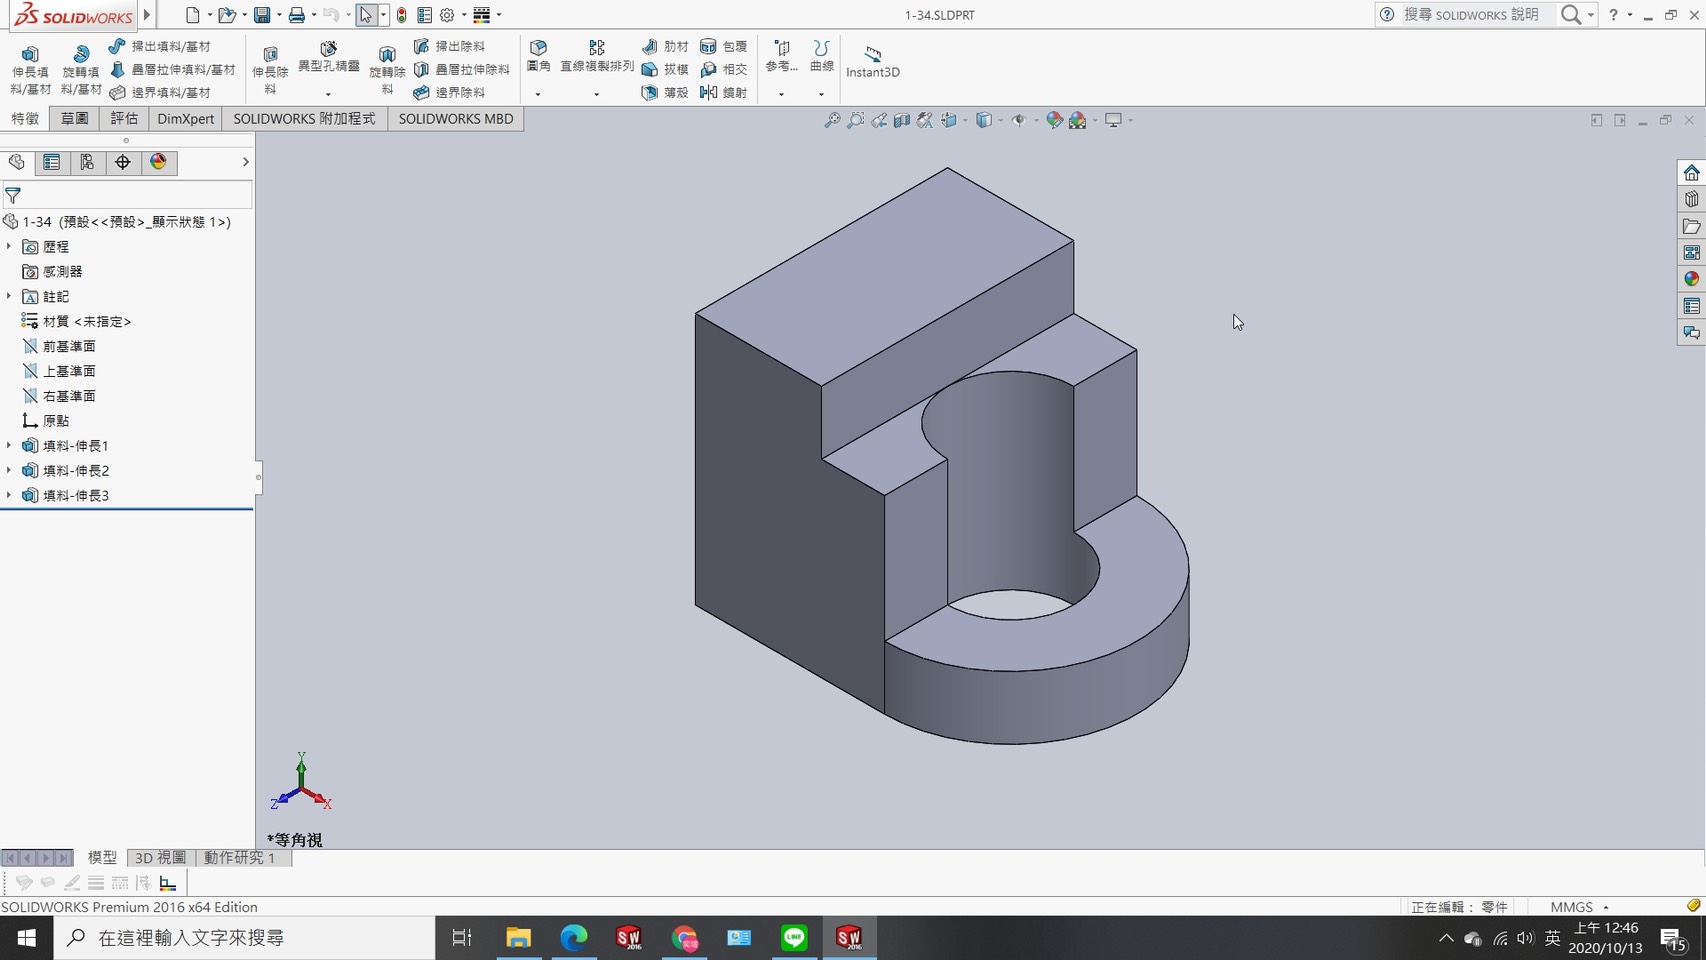 SOLIDWORKS
1-34.SLDPRT
搜尋 SOLIDWORKS 說明
伸長填料/基材
旋轉填料/基材
掃出填料/基材
疊層拉伸填料/基材
邊界填料/基材
伸長除料
異型孔精靈
旋轉除料
掃出除料
疊層拉伸除料
邊界除料
圓角
直線複製排列
肋材
拔模
薄殼
包覆
相交
鏡射
參考...
曲線
Instant3D
特徵
草圖
評估
DimXpert
SOLIDWORKS 附加程式
SOLIDWORKS MBD
1-34 (預設<<預設>_顯示狀態 1>)
歷程
感測器
註記
材質 <未指定>
前基準面
上基準面
右基準面
原點
填料-伸長1
填料-伸長2
填料-伸長3
Y
Z
X
*等角視
模型
3D 視圖
動作研究 1
SOLIDWORKS Premium 2016 x64 Edition
正在編輯： 零件
MMGS
在這裡輸入文字來搜尋
SW 2016
LINE
SW 2016
英
上午 12:46
2020/10/13
15